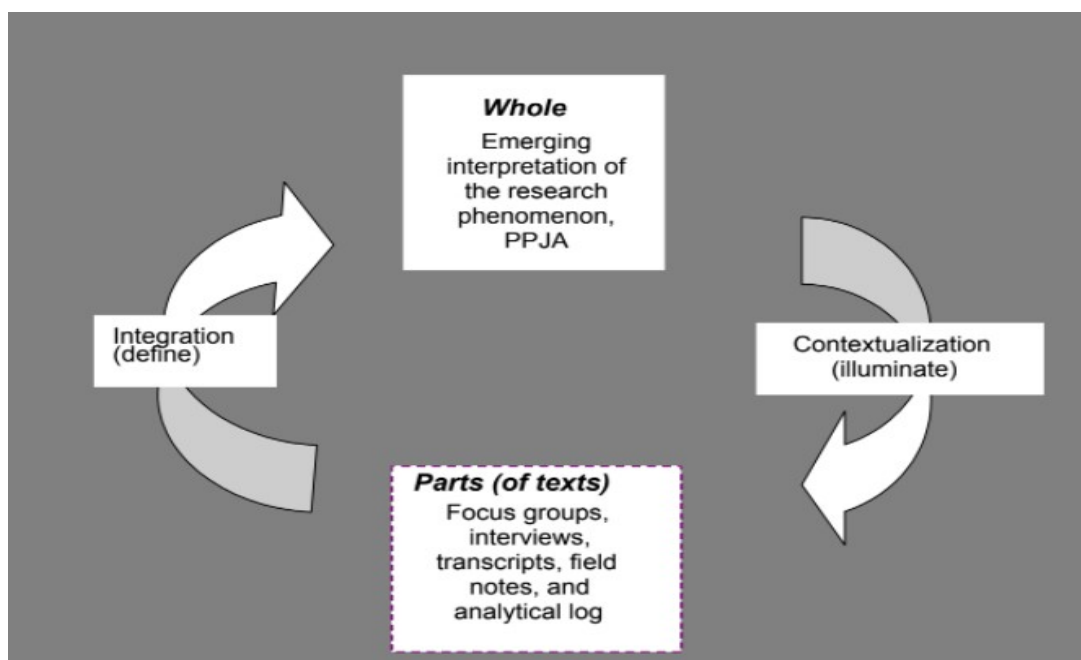 Whole
Emerging
interpretation of
the research
phenomenon,
PPJA
Integration
(define)
Contextualization
(illuminate)
Parts (of texts)
Focus groups,
interviews,
transcripts, field
notes, and
analytical log